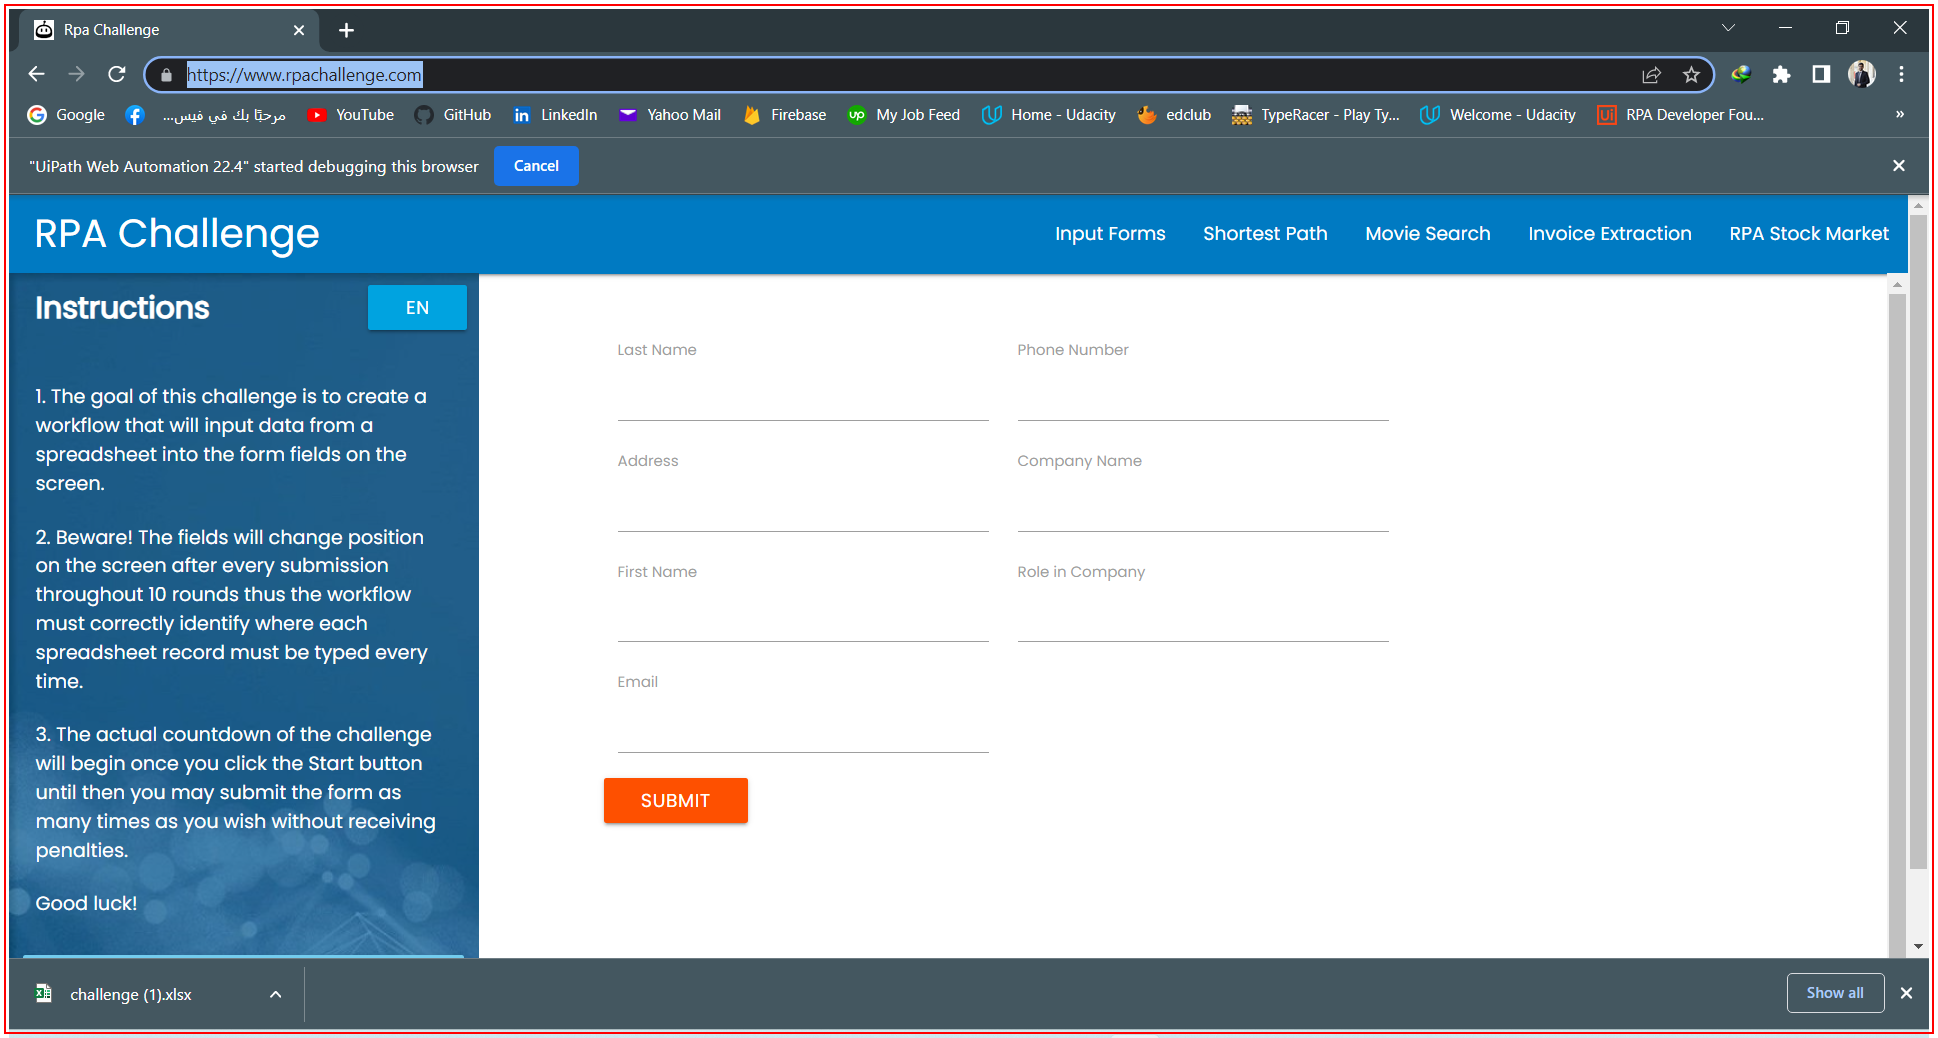 Rpa Challenge
https://www.rpachallenge.com
Google
مرحبًا بك في فيس...
YouTube
GitHub
LinkedIn
Yahoo Mail
Firebase
My Job Feed
Home - Udacity
edclub
TypeRacer - Play Ty...
Welcome - Udacity
RPA Developer Fou...
»
"UiPath Web Automation 22.4" started debugging this browser
Cancel
RPA Challenge
Input Forms
Shortest Path
Movie Search
Invoice Extraction
RPA Stock Market
Instructions
EN
1. The goal of this challenge is to create a
workflow that will input data from a
spreadsheet into the form fields on the
screen.
2. Beware! The fields will change position
on the screen after every submission
throughout 10 rounds thus the workflow
must correctly identify where each
spreadsheet record must be typed every
time.
3. The actual countdown of the challenge
will begin once you click the Start button
until then you may submit the form as
many times as you wish without receiving
penalties.
Good luck!
Last Name
Phone Number
Address
Company Name
First Name
Role in Company
Email
SUBMIT
challenge (1).xlsx
Show all